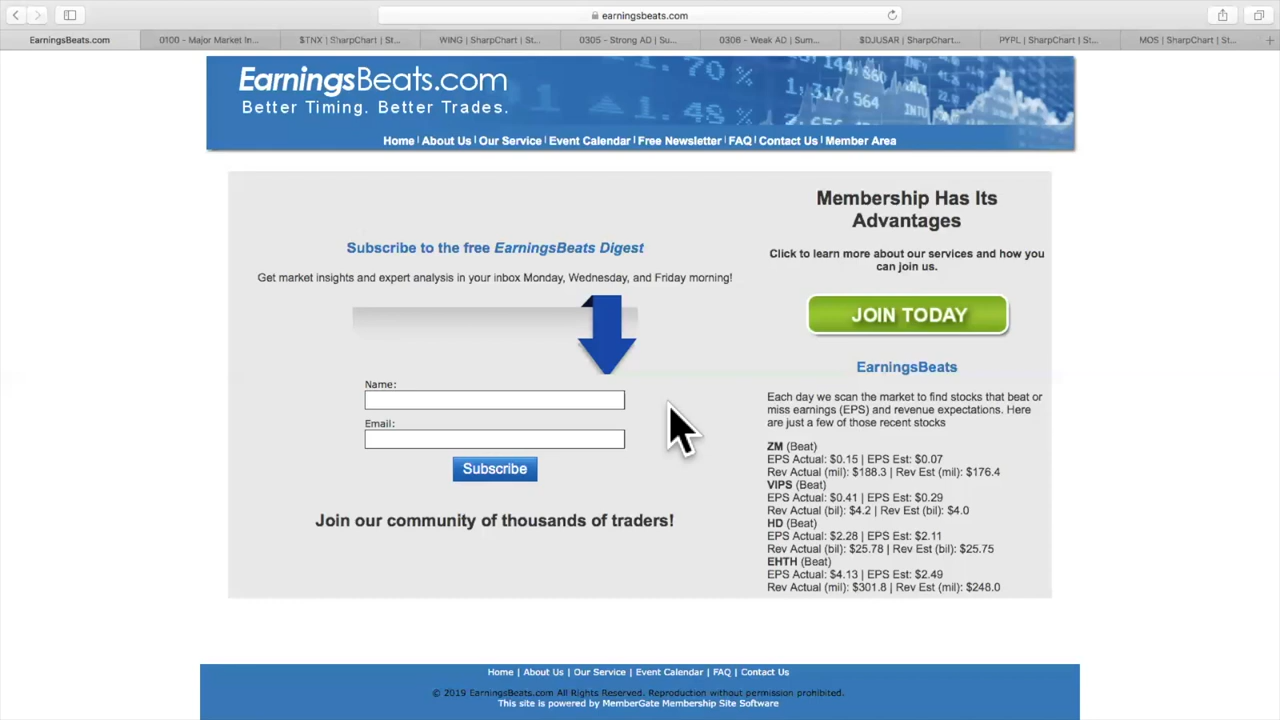 earningsbeats.com
EarningsBeats.com
0100 - Major Market In...
$TNX | SharpChart | St...
WING | SharpChart | St...
0305 - Strong AD | Su...
0306 - Weak AD | Sum...
$DJUSAR | SharpChart...
PYPL | SharpChart | St...
MOS | SharpChart | St...
EarningsBeats.com
Better Timing. Better Trades.
1.70 %
1.48 %
144,860
1,317,564
INTU
Home | About Us | Our Service | Event Calendar | Free Newsletter | FAQ | Contact Us | Member Area
Subscribe to the free EarningsBeats Digest
Get market insights and expert analysis in your inbox Monday, Wednesday, and Friday morning!
Name:
Email:
Subscribe
Join our community of thousands of traders!
Membership Has Its
Advantages
Click to learn more about our services and how you
can join us.
JOIN TODAY
EarningsBeats
Each day we scan the market to find stocks that beat or
miss earnings (EPS) and revenue expectations. Here
are just a few of those recent stocks
ZM (Beat)
EPS Actual: $0.15 | EPS Est: $0.07
Rev Actual (mil): $188.3 | Rev Est (mil): $176.4
VIPS (Beat)
EPS Actual: $0.41 | EPS Est: $0.29
Rev Actual (bil): $4.2 | Rev Est (bil): $4.0
HD (Beat)
EPS Actual: $2.28 | EPS Est: $2.11
Rev Actual (bil): $25.78 | Rev Est (bil): $25.75
EHTH (Beat)
EPS Actual: $4.13 | EPS Est: $2.49
Rev Actual (mil): $301.8 | Rev Est (mil): $248.0
Home | About Us | Our Service | Event Calendar | FAQ | Contact Us
© 2019 EarningsBeats.com All Rights Reserved. Reproduction without permission prohibited.
This site is powered by MemberGate Membership Site Software